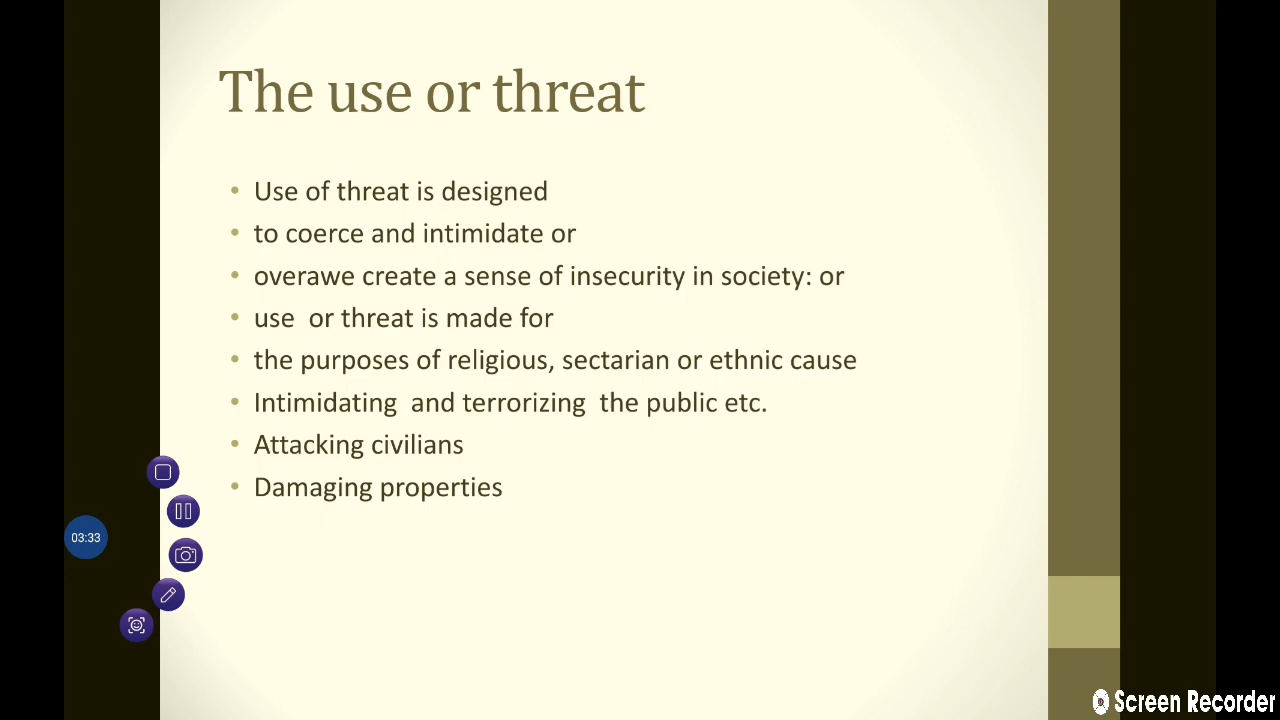 The use or threat
• Use of threat is designed
• to coerce and intimidate or
• overawe create a sense of insecurity in society: or
• use  or threat is made for
• the purposes of religious, sectarian or ethnic cause
• Intimidating  and terrorizing  the public etc.
• Attacking civilians
• Damaging properties
03:33
Screen Recorder